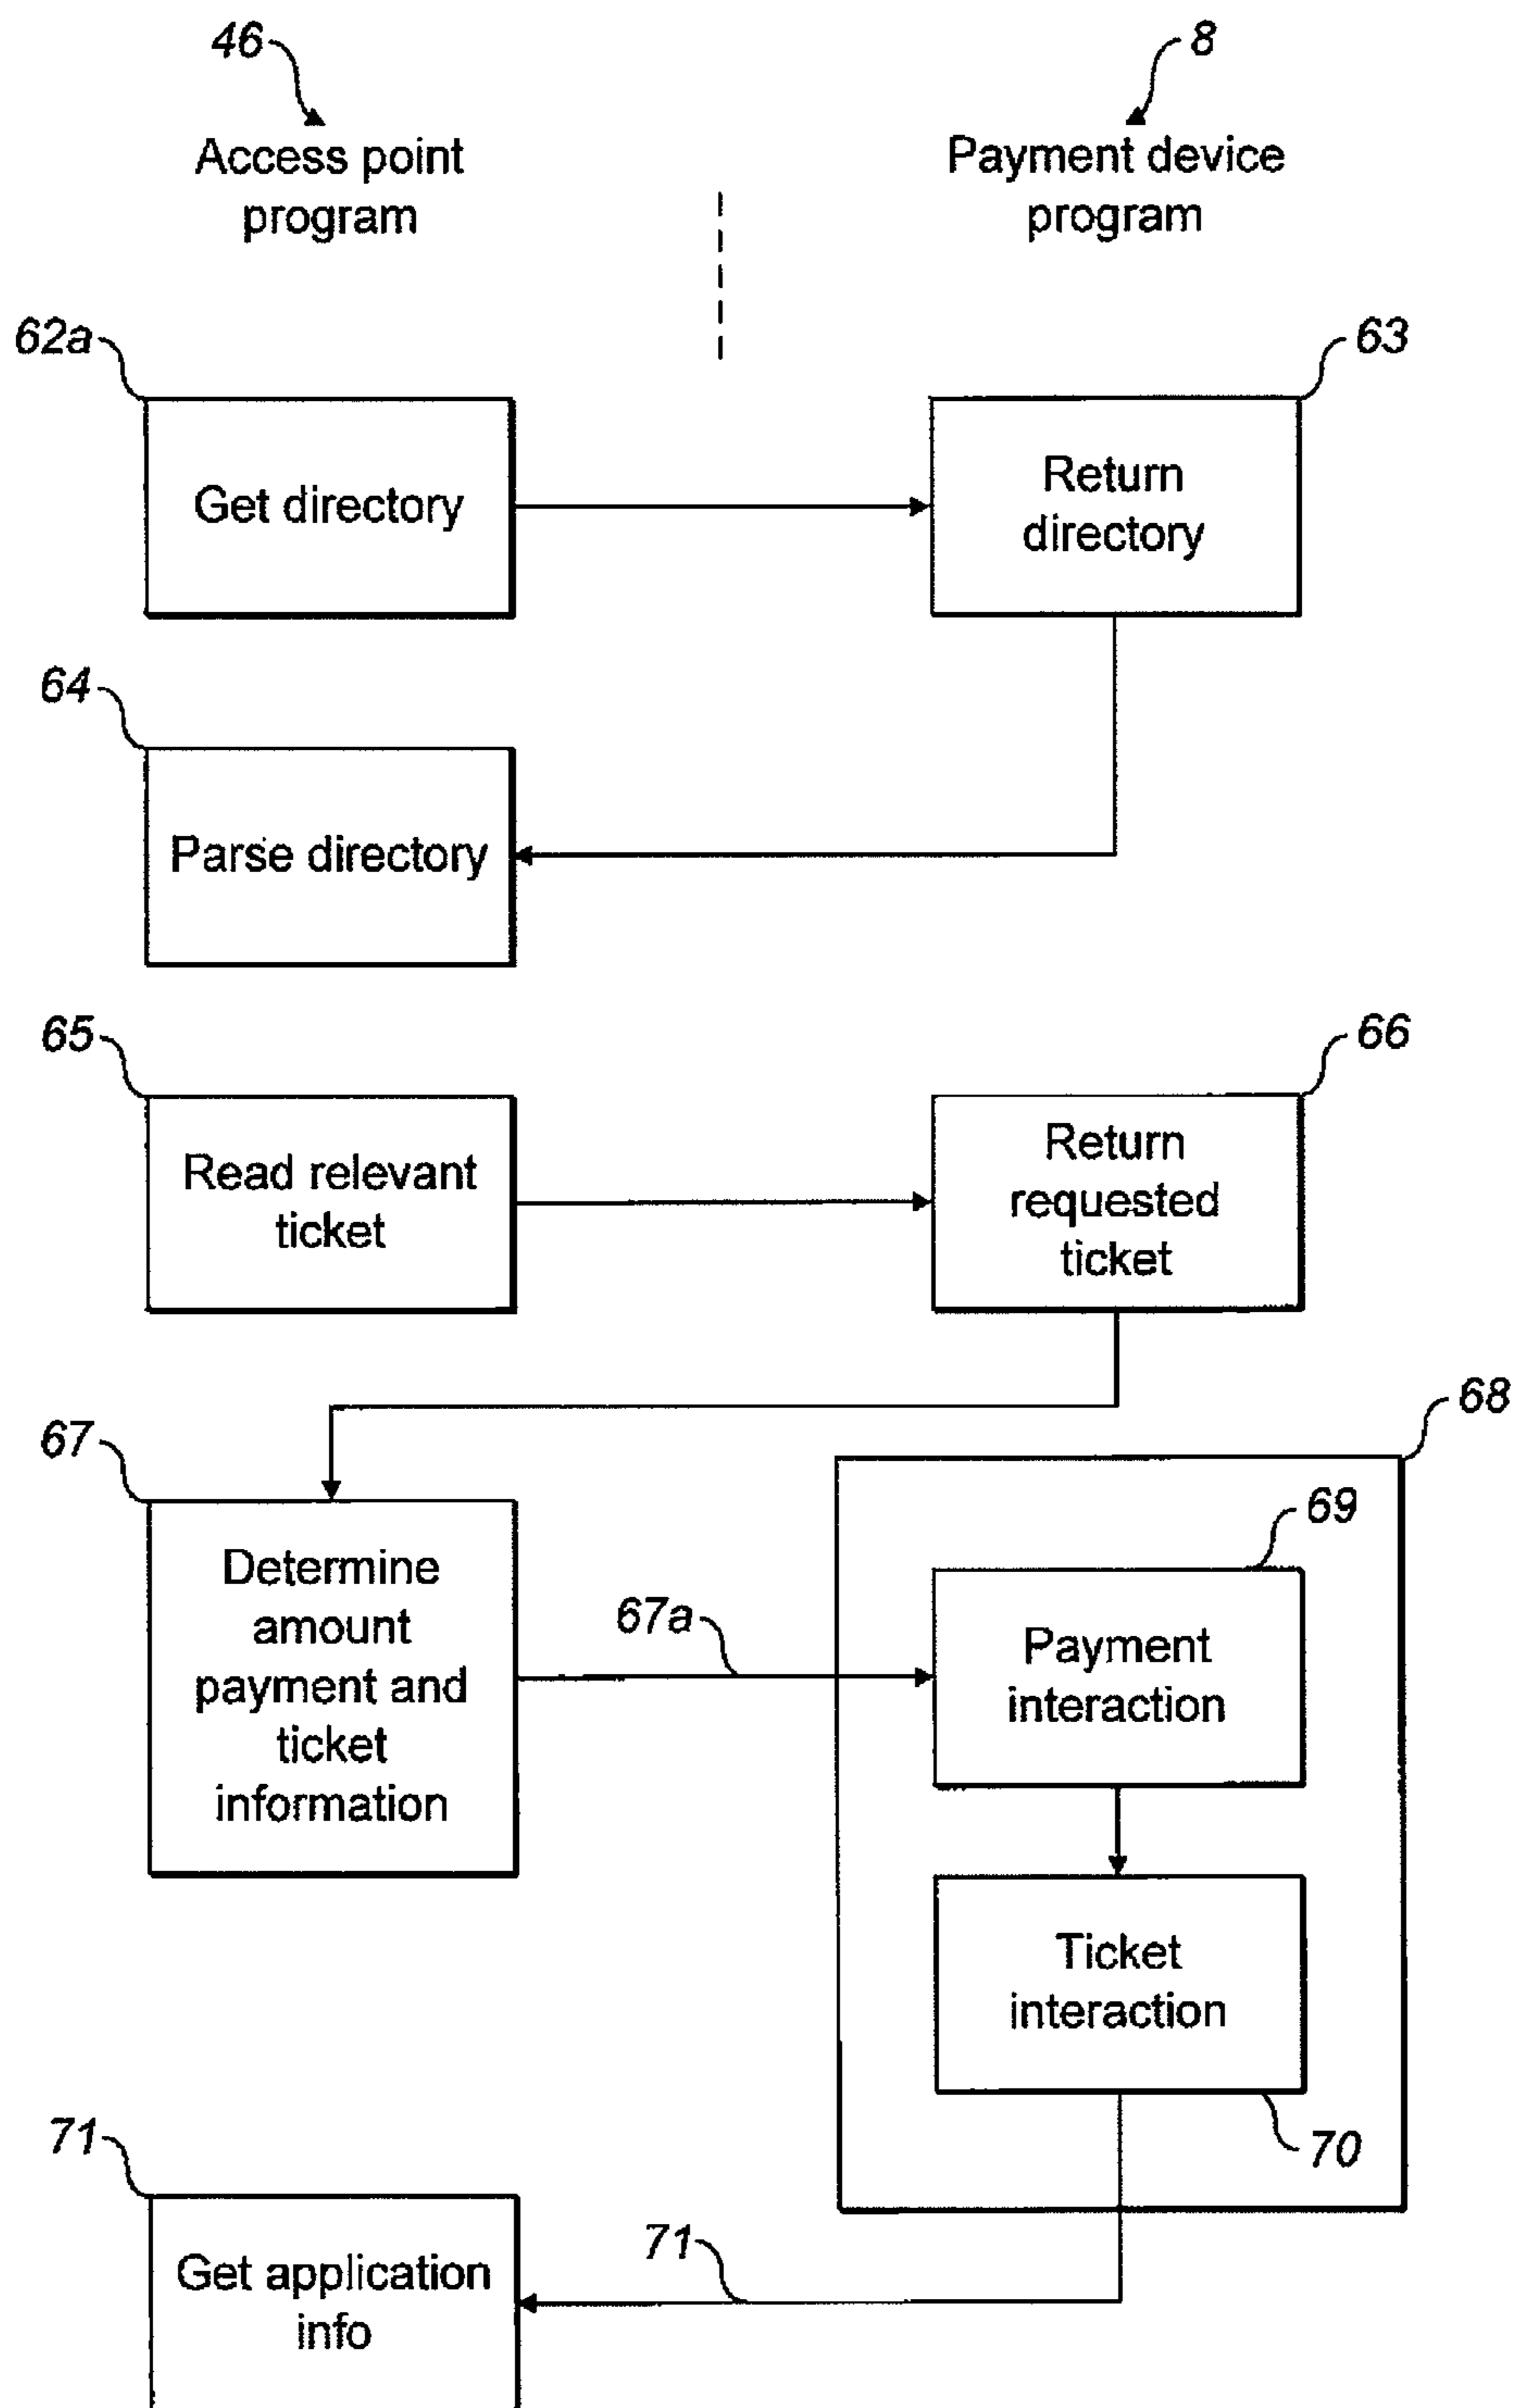 46
8
Access point
program
Payment device
program
62a
63
Get directory
Return
directory
64
Parse directory
65
66
Read relevant
ticket
Return
requested
ticket
67
68
Determine
amount
payment and
ticket
information
67a
69
Payment
interaction
Ticket
interaction
70
71
71
Get application
info